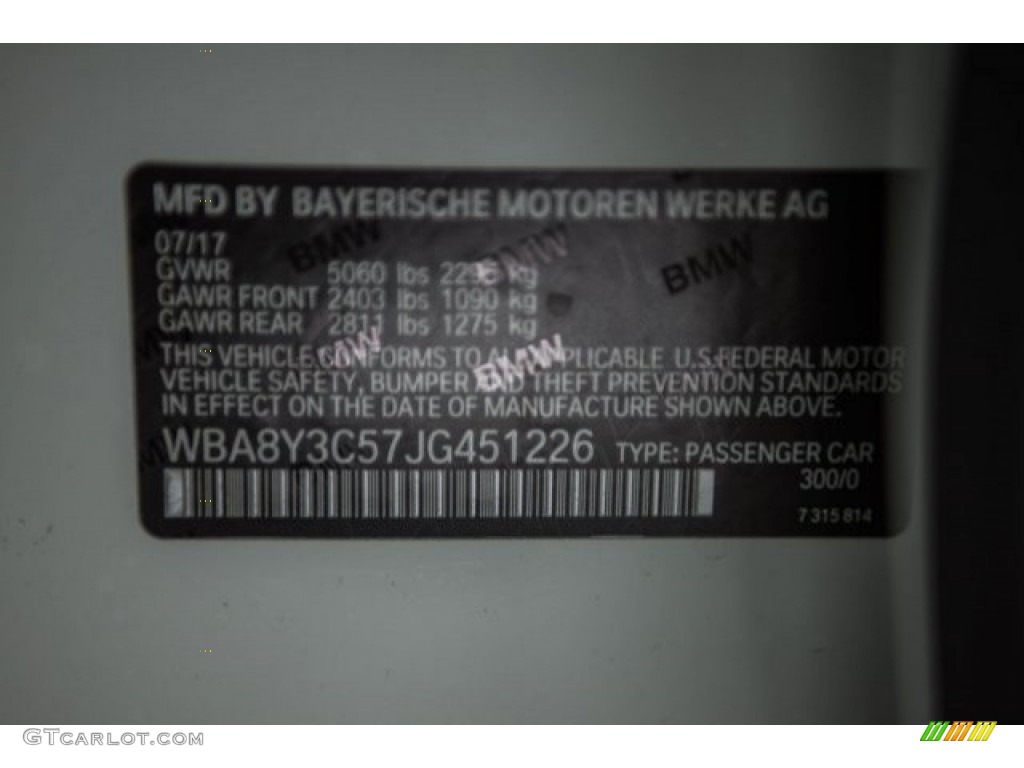 MFD BY BAYERISCHE MOTOREN WERKE AG
07/17
GVWR 5060 lbs 2295 kg
GAWR FRONT 2403 lbs 1090 kg
GAWR REAR 2811 lbs 1275 kg
THIS VEHICLE CONFORMS TO ALL APPLICABLE U.S. FEDERAL MOTOR
VEHICLE SAFETY, BUMPER AND THEFT PREVENTION STANDARDS
IN EFFECT ON THE DATE OF MANUFACTURE SHOWN ABOVE.
WBA8Y3C57JG451226 TYPE: PASSENGER CAR
300/0
7 315 814
BMW
BMW
BMW
BMW
BMW
GTCARLOT.COM